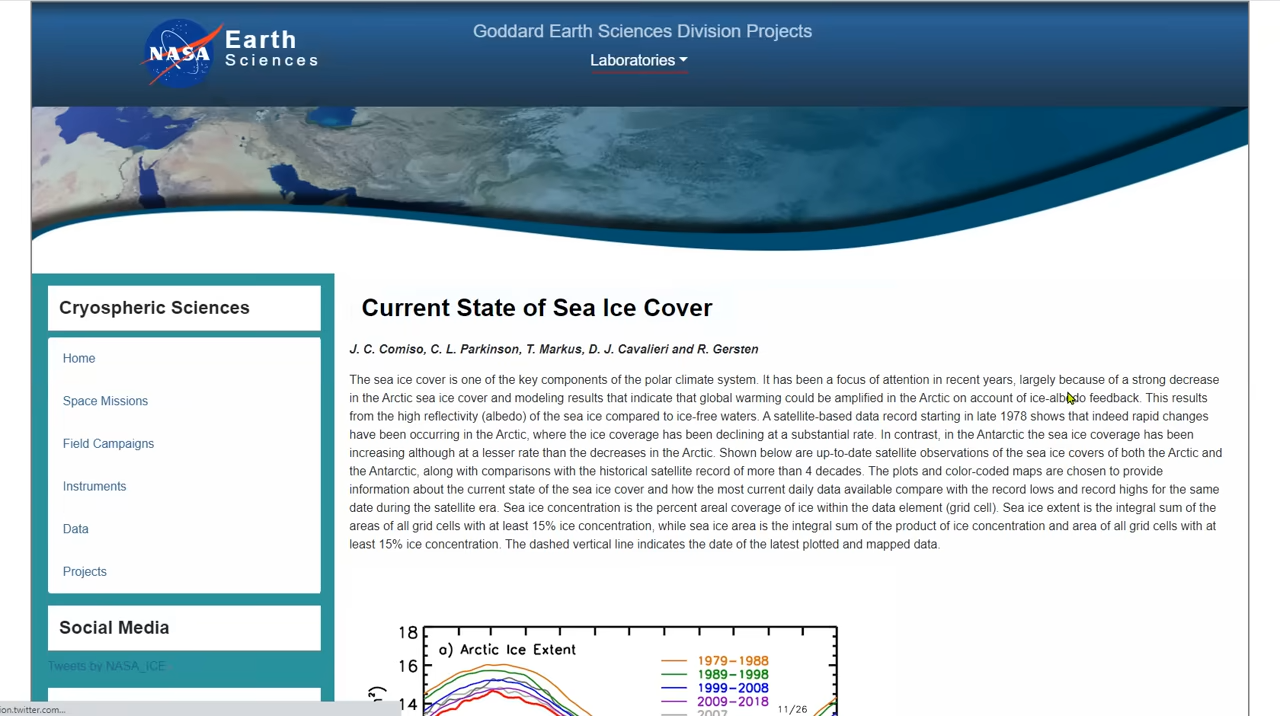 NASA
Earth
Sciences
Goddard Earth Sciences Division Projects
Laboratories
Cryospheric Sciences
Home
Space Missions
Field Campaigns
Instruments
Data
Projects
Social Media
Tweets by NASA_ICE
ion.twitter.com...
Current State of Sea Ice Cover
J. C. Comiso, C. L. Parkinson, T. Markus, D. J. Cavalieri and R. Gersten
The sea ice cover is one of the key components of the polar climate system. It has been a focus of attention in recent years, largely because of a strong decrease
in the Arctic sea ice cover and modeling results that indicate that global warming could be amplified in the Arctic on account of ice-albedo feedback. This results
from the high reflectivity (albedo) of the sea ice compared to ice-free waters. A satellite-based data record starting in late 1978 shows that indeed rapid changes
have been occurring in the Arctic, where the ice coverage has been declining at a substantial rate. In contrast, in the Antarctic the sea ice coverage has been
increasing although at a lesser rate than the decreases in the Arctic. Shown below are up-to-date satellite observations of the sea ice covers of both the Arctic and
the Antarctic, along with comparisons with the historical satellite record of more than 4 decades. The plots and color-coded maps are chosen to provide
information about the current state of the sea ice cover and how the most current daily data available compare with the record lows and record highs for the same
date during the satellite era. Sea ice concentration is the percent areal coverage of ice within the data element (grid cell). Sea ice extent is the integral sum of the
areas of all grid cells with at least 15% ice concentration, while sea ice area is the integral sum of the product of ice concentration and area of all grid cells with at
least 15% ice concentration. The dashed vertical line indicates the date of the latest plotted and mapped data.
18
a) Arctic Ice Extent
1979-1988
16
1989-1998
1999-2008
14
2009-2018
2007
11/26